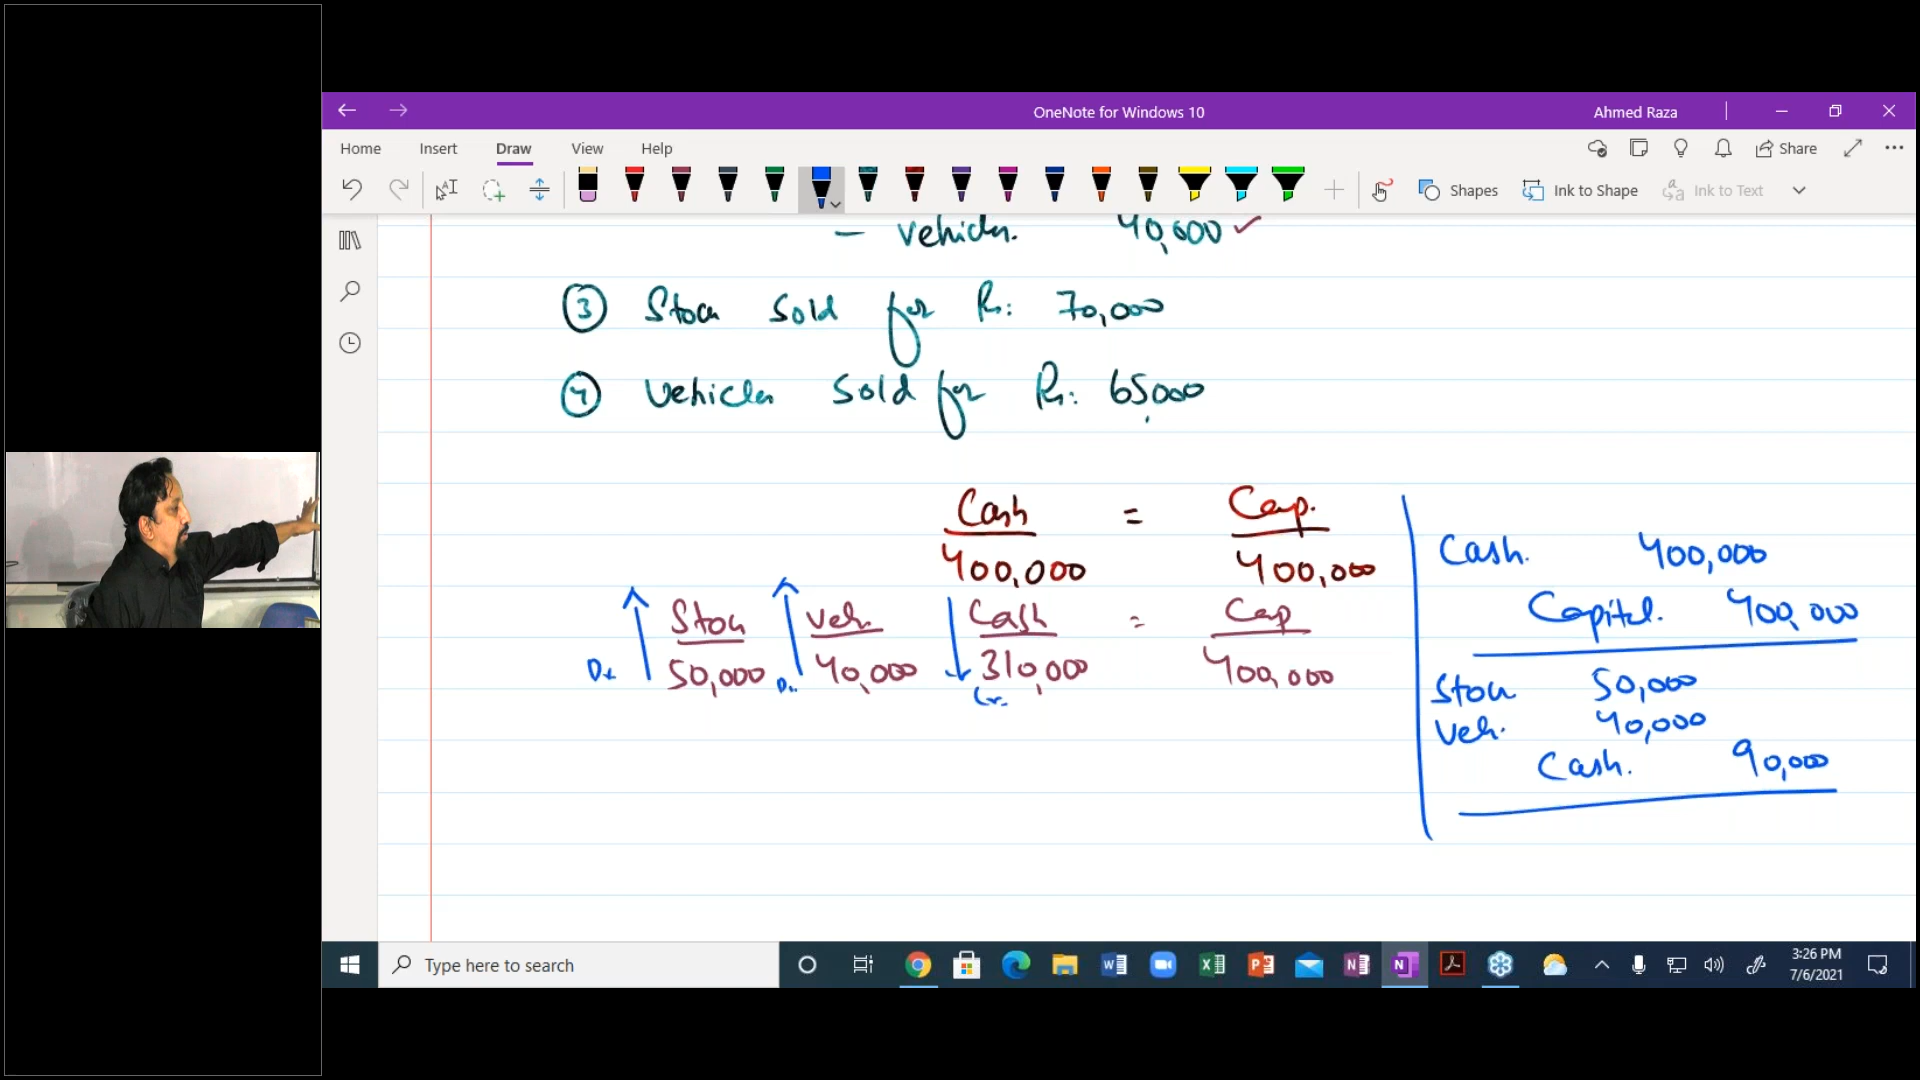 OneNote for Windows 10
Ahmed Raza
Home Insert Draw View Help
Share
Shapes Ink to Shape Ink to Text
— Vehicles. 40,000 ✓
③ Stock sold for Rs: 70,000
④ Vehicles sold for Rs: 65,000
Cash = Cap.
400,000 400,000
Stock Veh. Cash = Cap
Dr 50,000 Dr. 40,000 310,000 400,000
Cr.
Cash. 400,000
Capital. 400,000
Stock 50,000
Veh. 40,000
Cash. 90,000
Type here to search
3:26 PM
7/6/2021